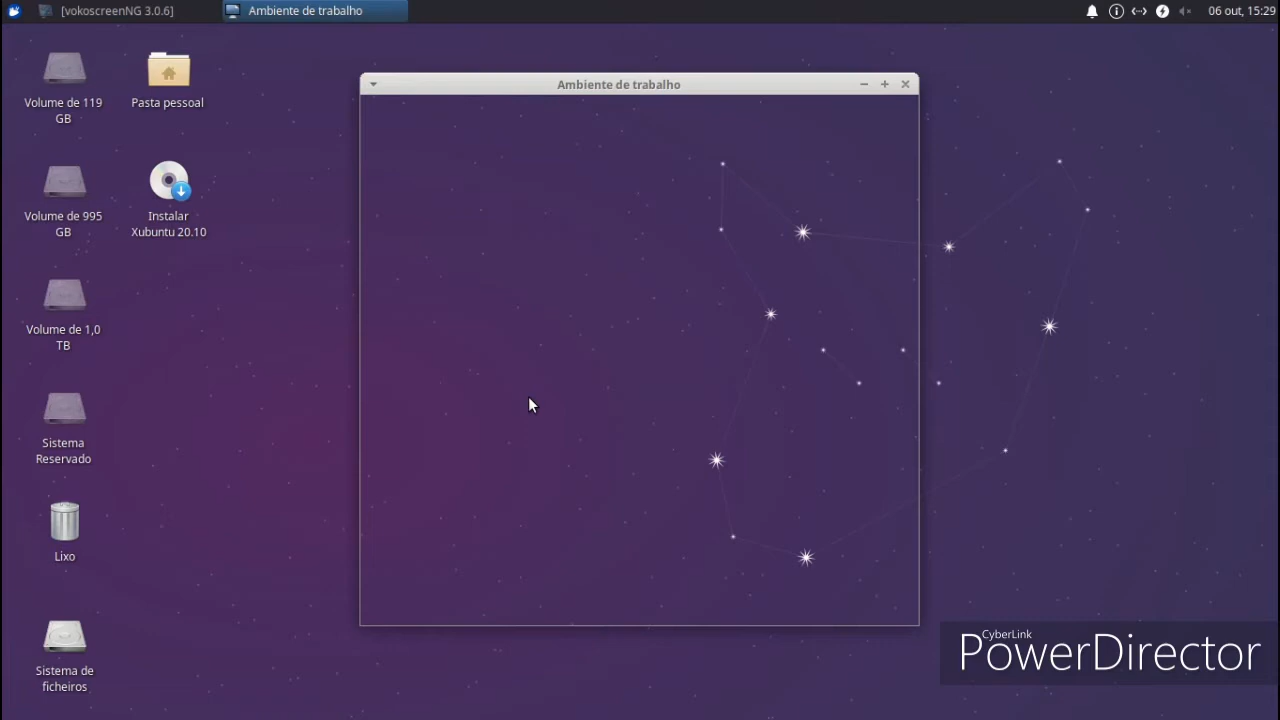 [vokoscreenNG 3.0.6]
Ambiente de trabalho
06 out, 15:29
Volume de 119
GB
Pasta pessoal
Ambiente de trabalho
Volume de 995
GB
Instalar
Xubuntu 20.10
Volume de 1,0
TB
Sistema
Reservado
Lixo
Sistema de
ficheiros
CyberLink
PowerDirector